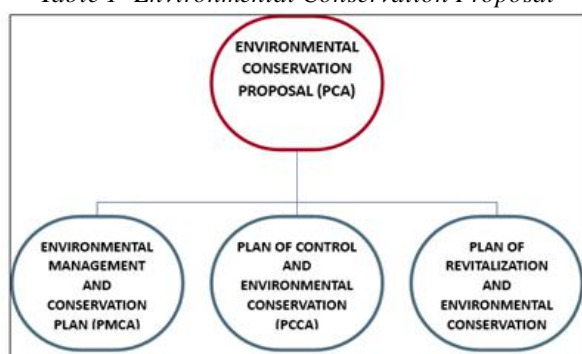 Table 1- Environmental Conservation Proposal
ENVIRONMENTAL
CONSERVATION
PROPOSAL (PCA)
ENVIRONMENTAL
MANAGEMENT
AND
CONSERVATION
PLAN (PMCA)
PLAN OF CONTROL
AND
ENVIRONMENTAL
CONSERVATION
(PCCA)
PLAN OF
REVITALIZATION
AND
ENVIRONMENTAL
CONSERVATION